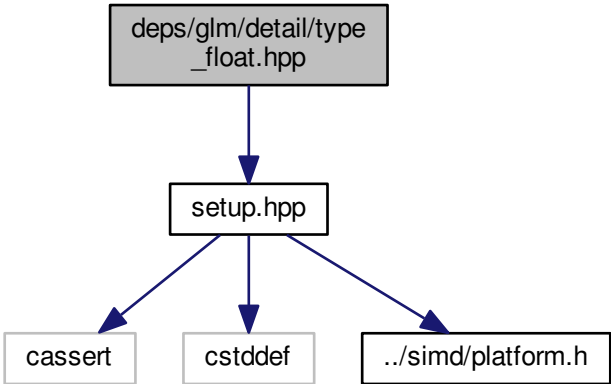 deps/glm/detail/type
_float.hpp
setup.hpp
cassert
cstddef
../simd/platform.h